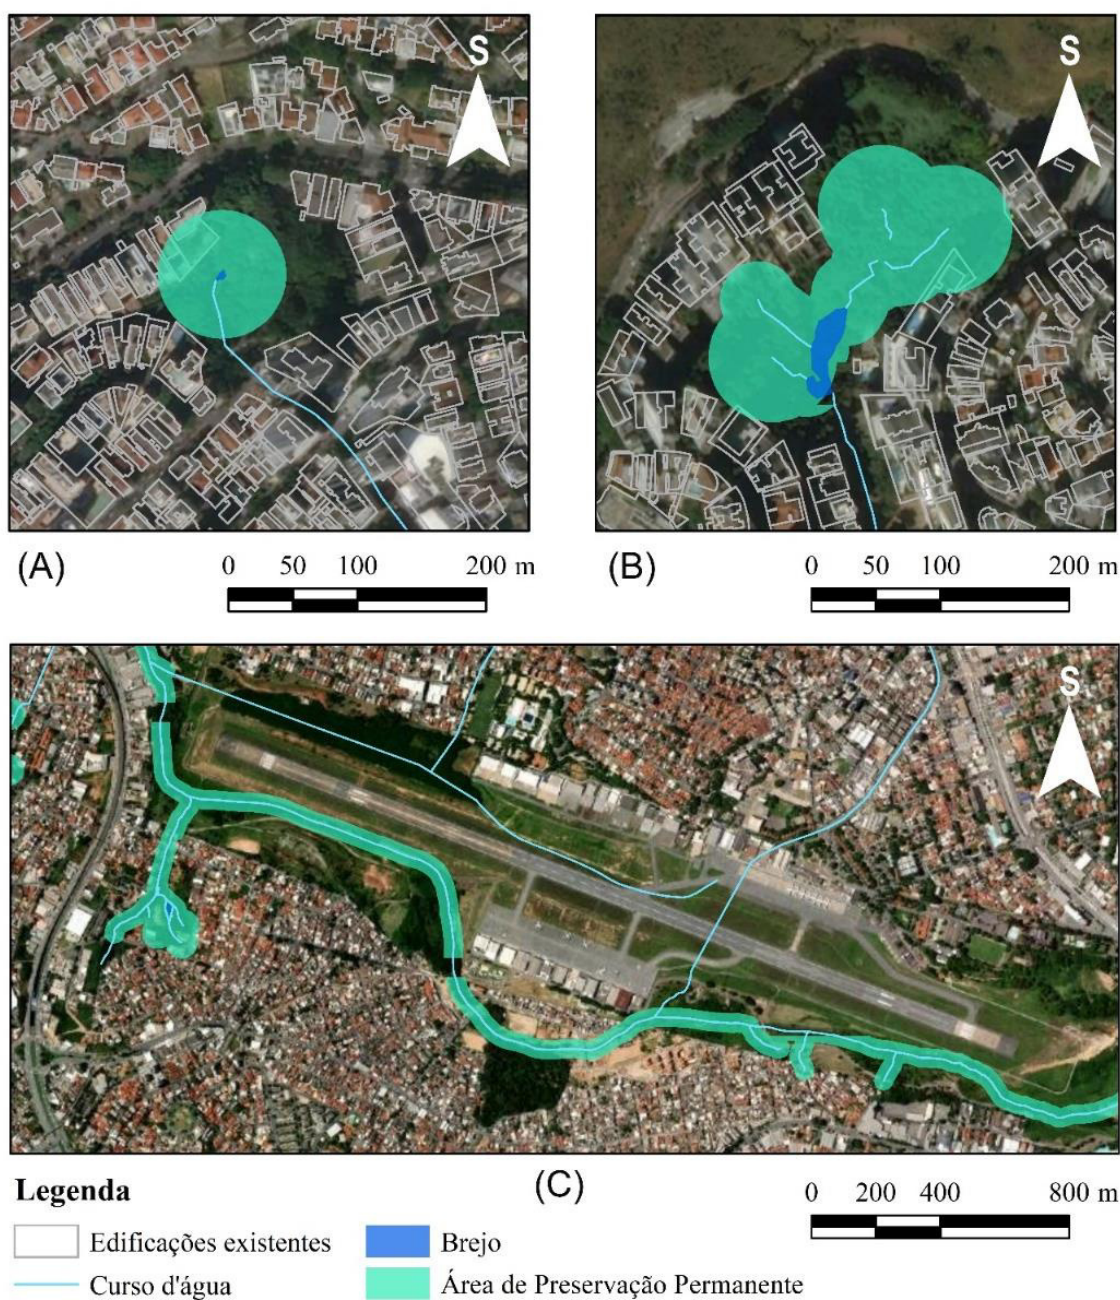 S
S
(A)
0 50 100 200 m
(B)
0 50 100 200 m
S
(C)
Legenda
0 200 400 800 m
Edificações existentes
Brejo
Curso d'água
Área de Preservação Permanente